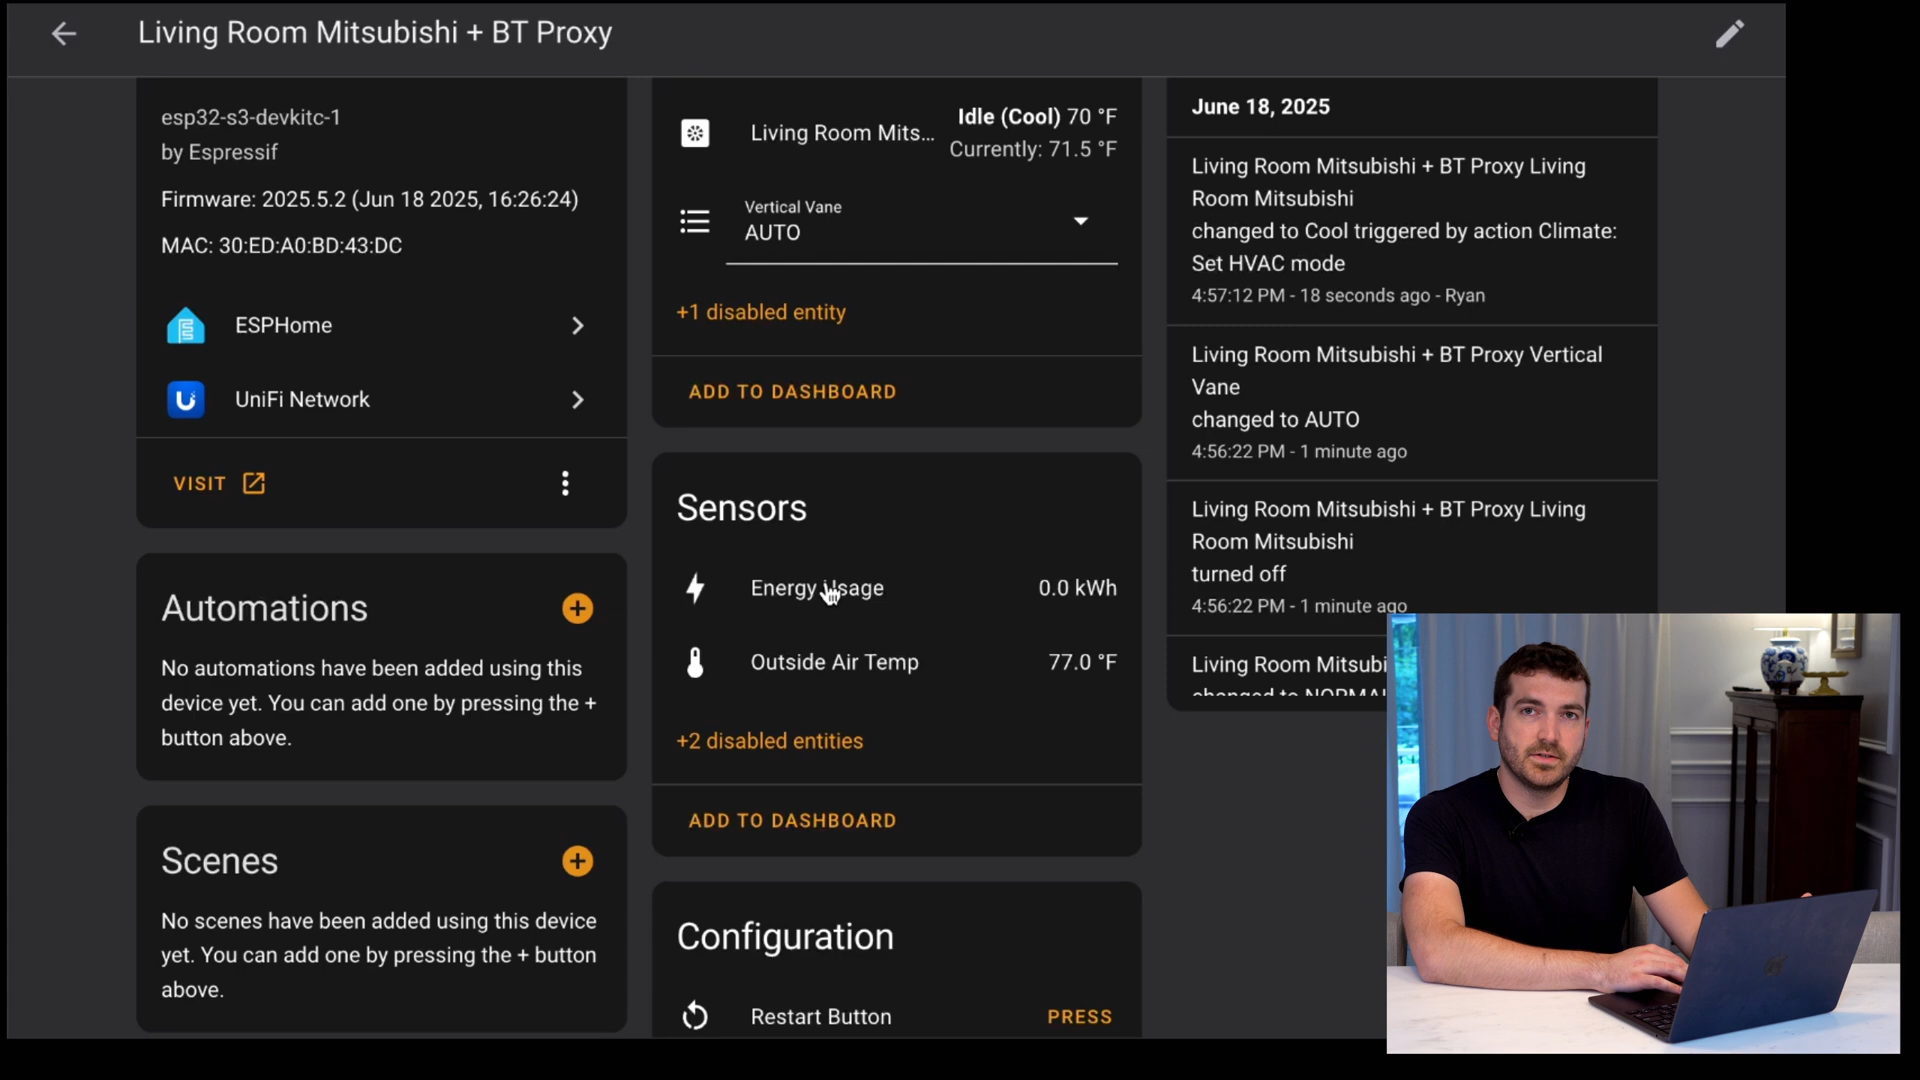 Living Room Mitsubishi + BT Proxy
esp32-s3-devkitc-1
by Espressif
Firmware: 2025.5.2 (Jun 18 2025, 16:26:24)
MAC: 30:ED:A0:BD:43:DC
ESPHome
UniFi Network
VISIT
Automations
No automations have been added using this
device yet. You can add one by pressing the +
button above.
Scenes
No scenes have been added using this device
yet. You can add one by pressing the + button
above.
Living Room Mits...
Idle (Cool) 70 °F
Currently: 71.5 °F
Vertical Vane
AUTO
+1 disabled entity
ADD TO DASHBOARD
Sensors
Energy Usage 0.0 kWh
Outside Air Temp 77.0 °F
+2 disabled entities
ADD TO DASHBOARD
Configuration
Restart Button PRESS
June 18, 2025
Living Room Mitsubishi + BT Proxy Living
Room Mitsubishi
changed to Cool triggered by action Climate:
Set HVAC mode
4:57:12 PM - 18 seconds ago - Ryan
Living Room Mitsubishi + BT Proxy Vertical
Vane
changed to AUTO
4:56:22 PM - 1 minute ago
Living Room Mitsubishi + BT Proxy Living
Room Mitsubishi
turned off
4:56:22 PM - 1 minute ago
Living Room Mitsubi
changed to NORMAL